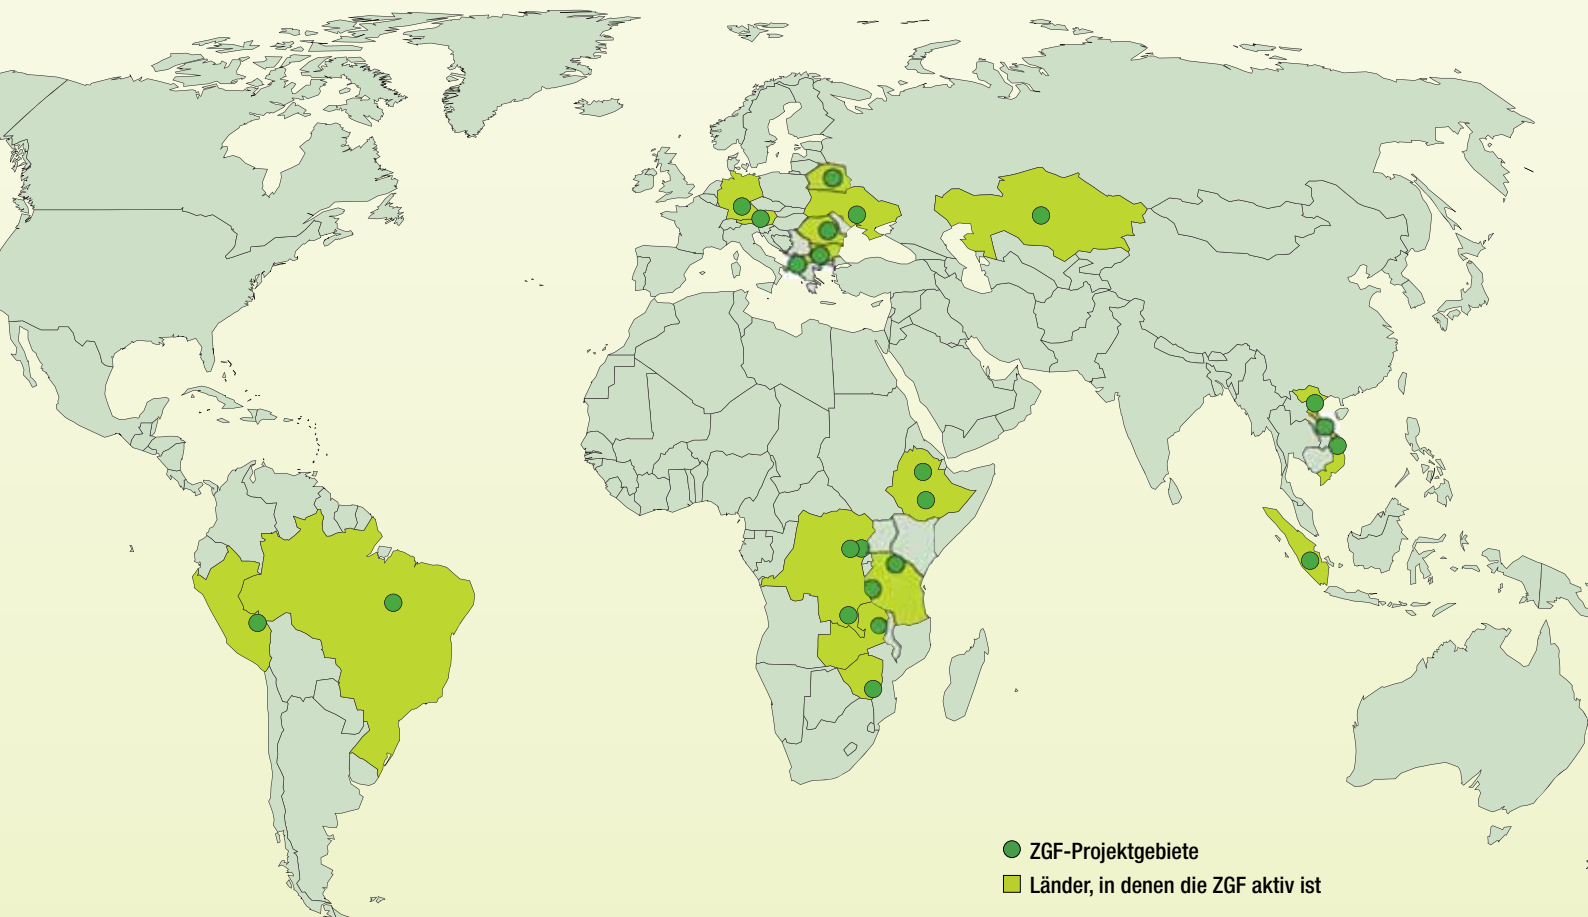 ZGF-Projektgebiete
Länder, in denen die ZGF aktiv ist